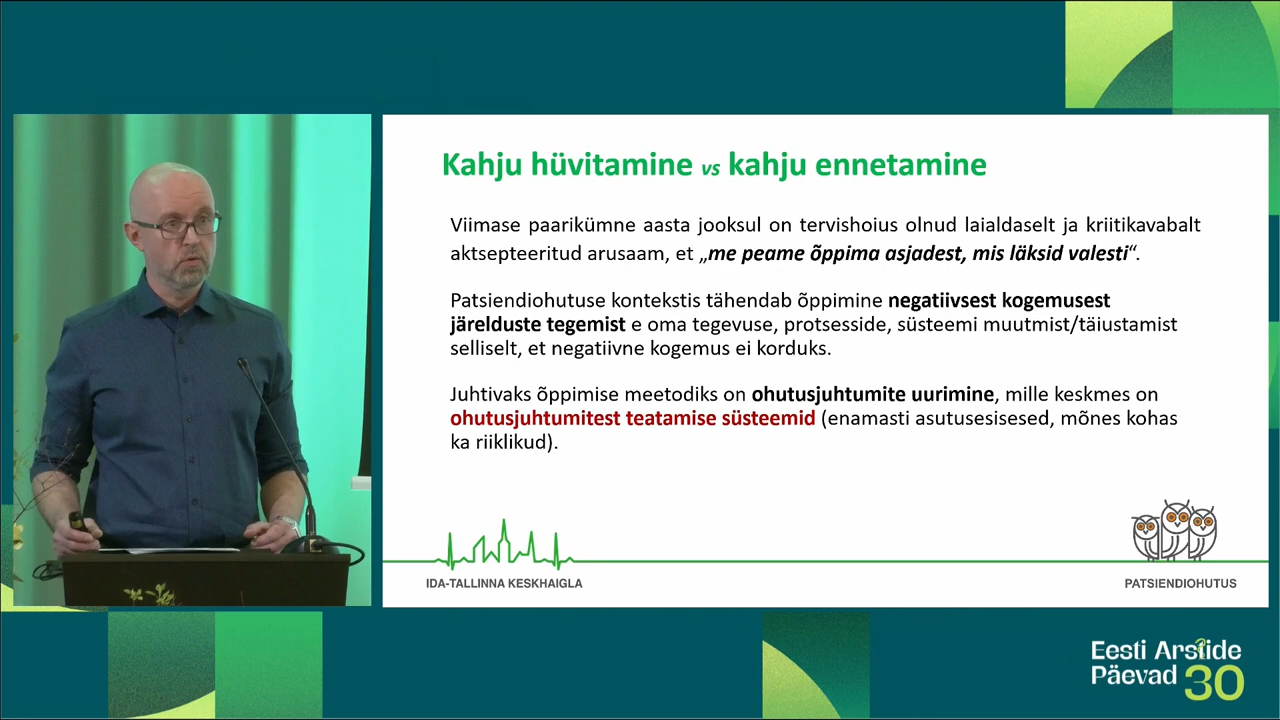 Kahju hüvitamine vs kahju ennetamine
Viimase paarikümne aasta jooksul on tervishoius olnud laialdaselt ja kriitikavabalt
aktsepteeritud arusaam, et „me peame õppima asjadest, mis läksid valesti“.
Patsiendiohutuse kontekstis tähendab õppimine negatiivsest kogemusest
järelduste tegemist e oma tegevuse, protsesside, süsteemi muutmist/täiustamist
selliselt, et negatiivne kogemus ei korduks.
Juhtivaks õppimise meetodiks on ohutusjuhtumite uurimine, mille keskmes on
ohutusjuhtumitest teatamise süsteemid (enamasti asutusesisesed, mõnes kohas
ka riiklikud).
IDA-TALLINNA KESKHAIGLA
PATSIENDIOHUTUS
Eesti Arstide
Päevad 30